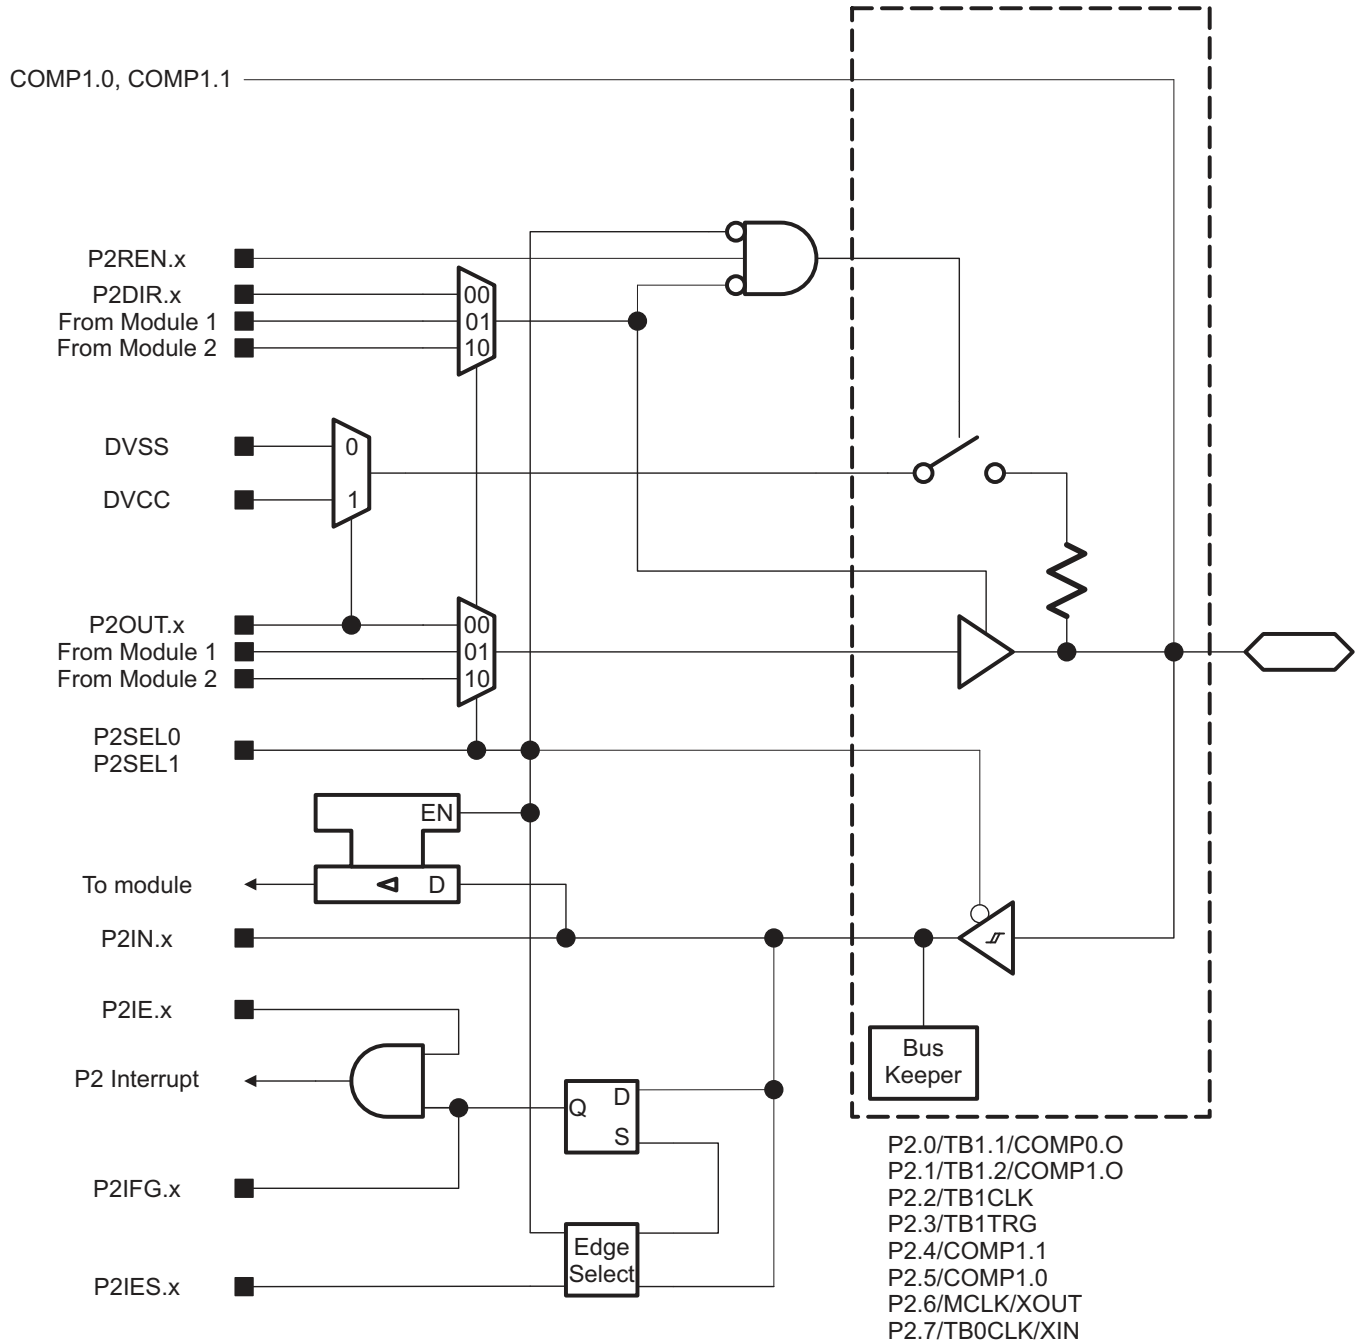 COMP1.0, COMP1.1
P2REN.x
P2DIR.x
From Module 1
From Module 2
00
01
10
DVSS
DVCC
0
1
P2OUT.x
From Module 1
From Module 2
00
01
10
P2SEL0
P2SEL1
EN
To module
D
P2IN.x
P2IE.x
Bus
Keeper
P2 Interrupt
Q
D
S
P2IFG.x
Edge
Select
P2IES.x
P2.0/TB1.1/COMP0.O
P2.1/TB1.2/COMP1.O
P2.2/TB1CLK
P2.3/TB1TRG
P2.4/COMP1.1
P2.5/COMP1.0
P2.6/MCLK/XOUT
P2.7/TB0CLK/XIN